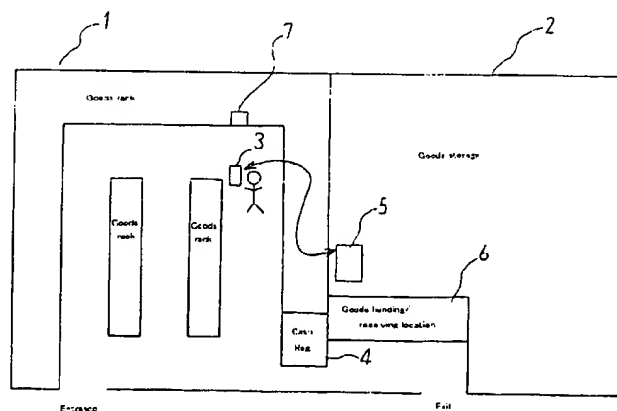 1
7
2
Goods rack
3
Goods storage
5
Goods
rack
Goods
rack
6
Goods handing/
receiving location
Cash
Reg.
4
Entrance
Exit